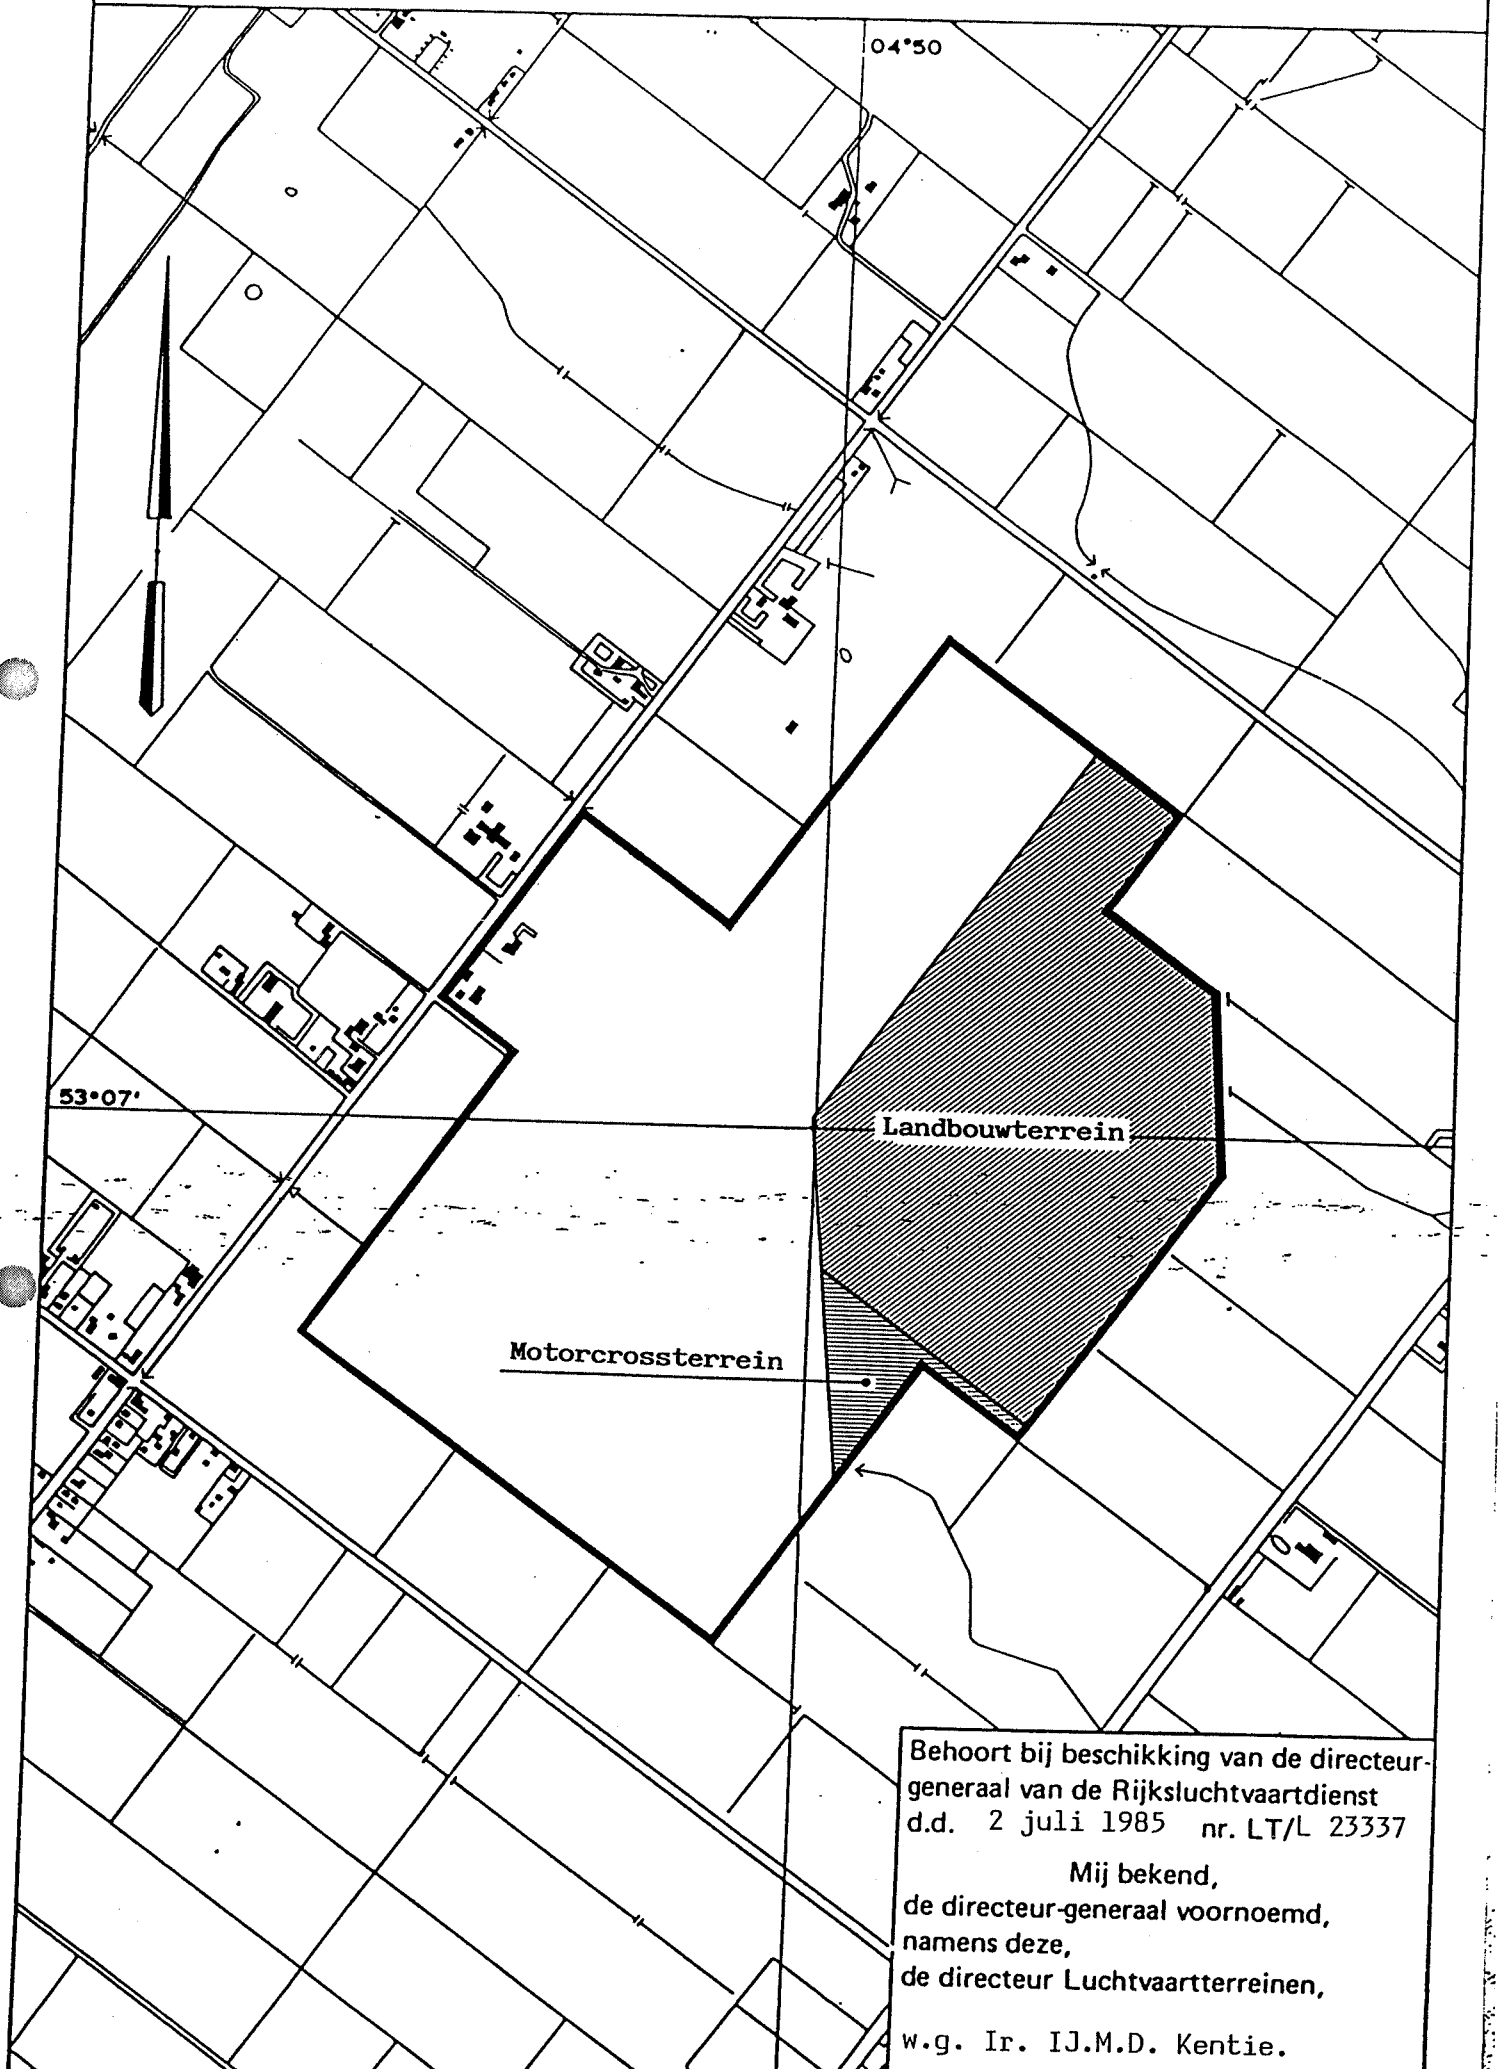 04°50
53°07'
Landbouwterrein
Motorcrossterrein
Behoort bij beschikking van de directeur-
generaal van de Rijksluchtvaartdienst
d.d. 2 juli 1985 nr. LT/L 23337
Mij bekend,
de directeur-generaal voornoemd,
namens deze,
de directeur Luchtvaartterreinen,
w.g. Ir. IJ.M.D. Kentie.